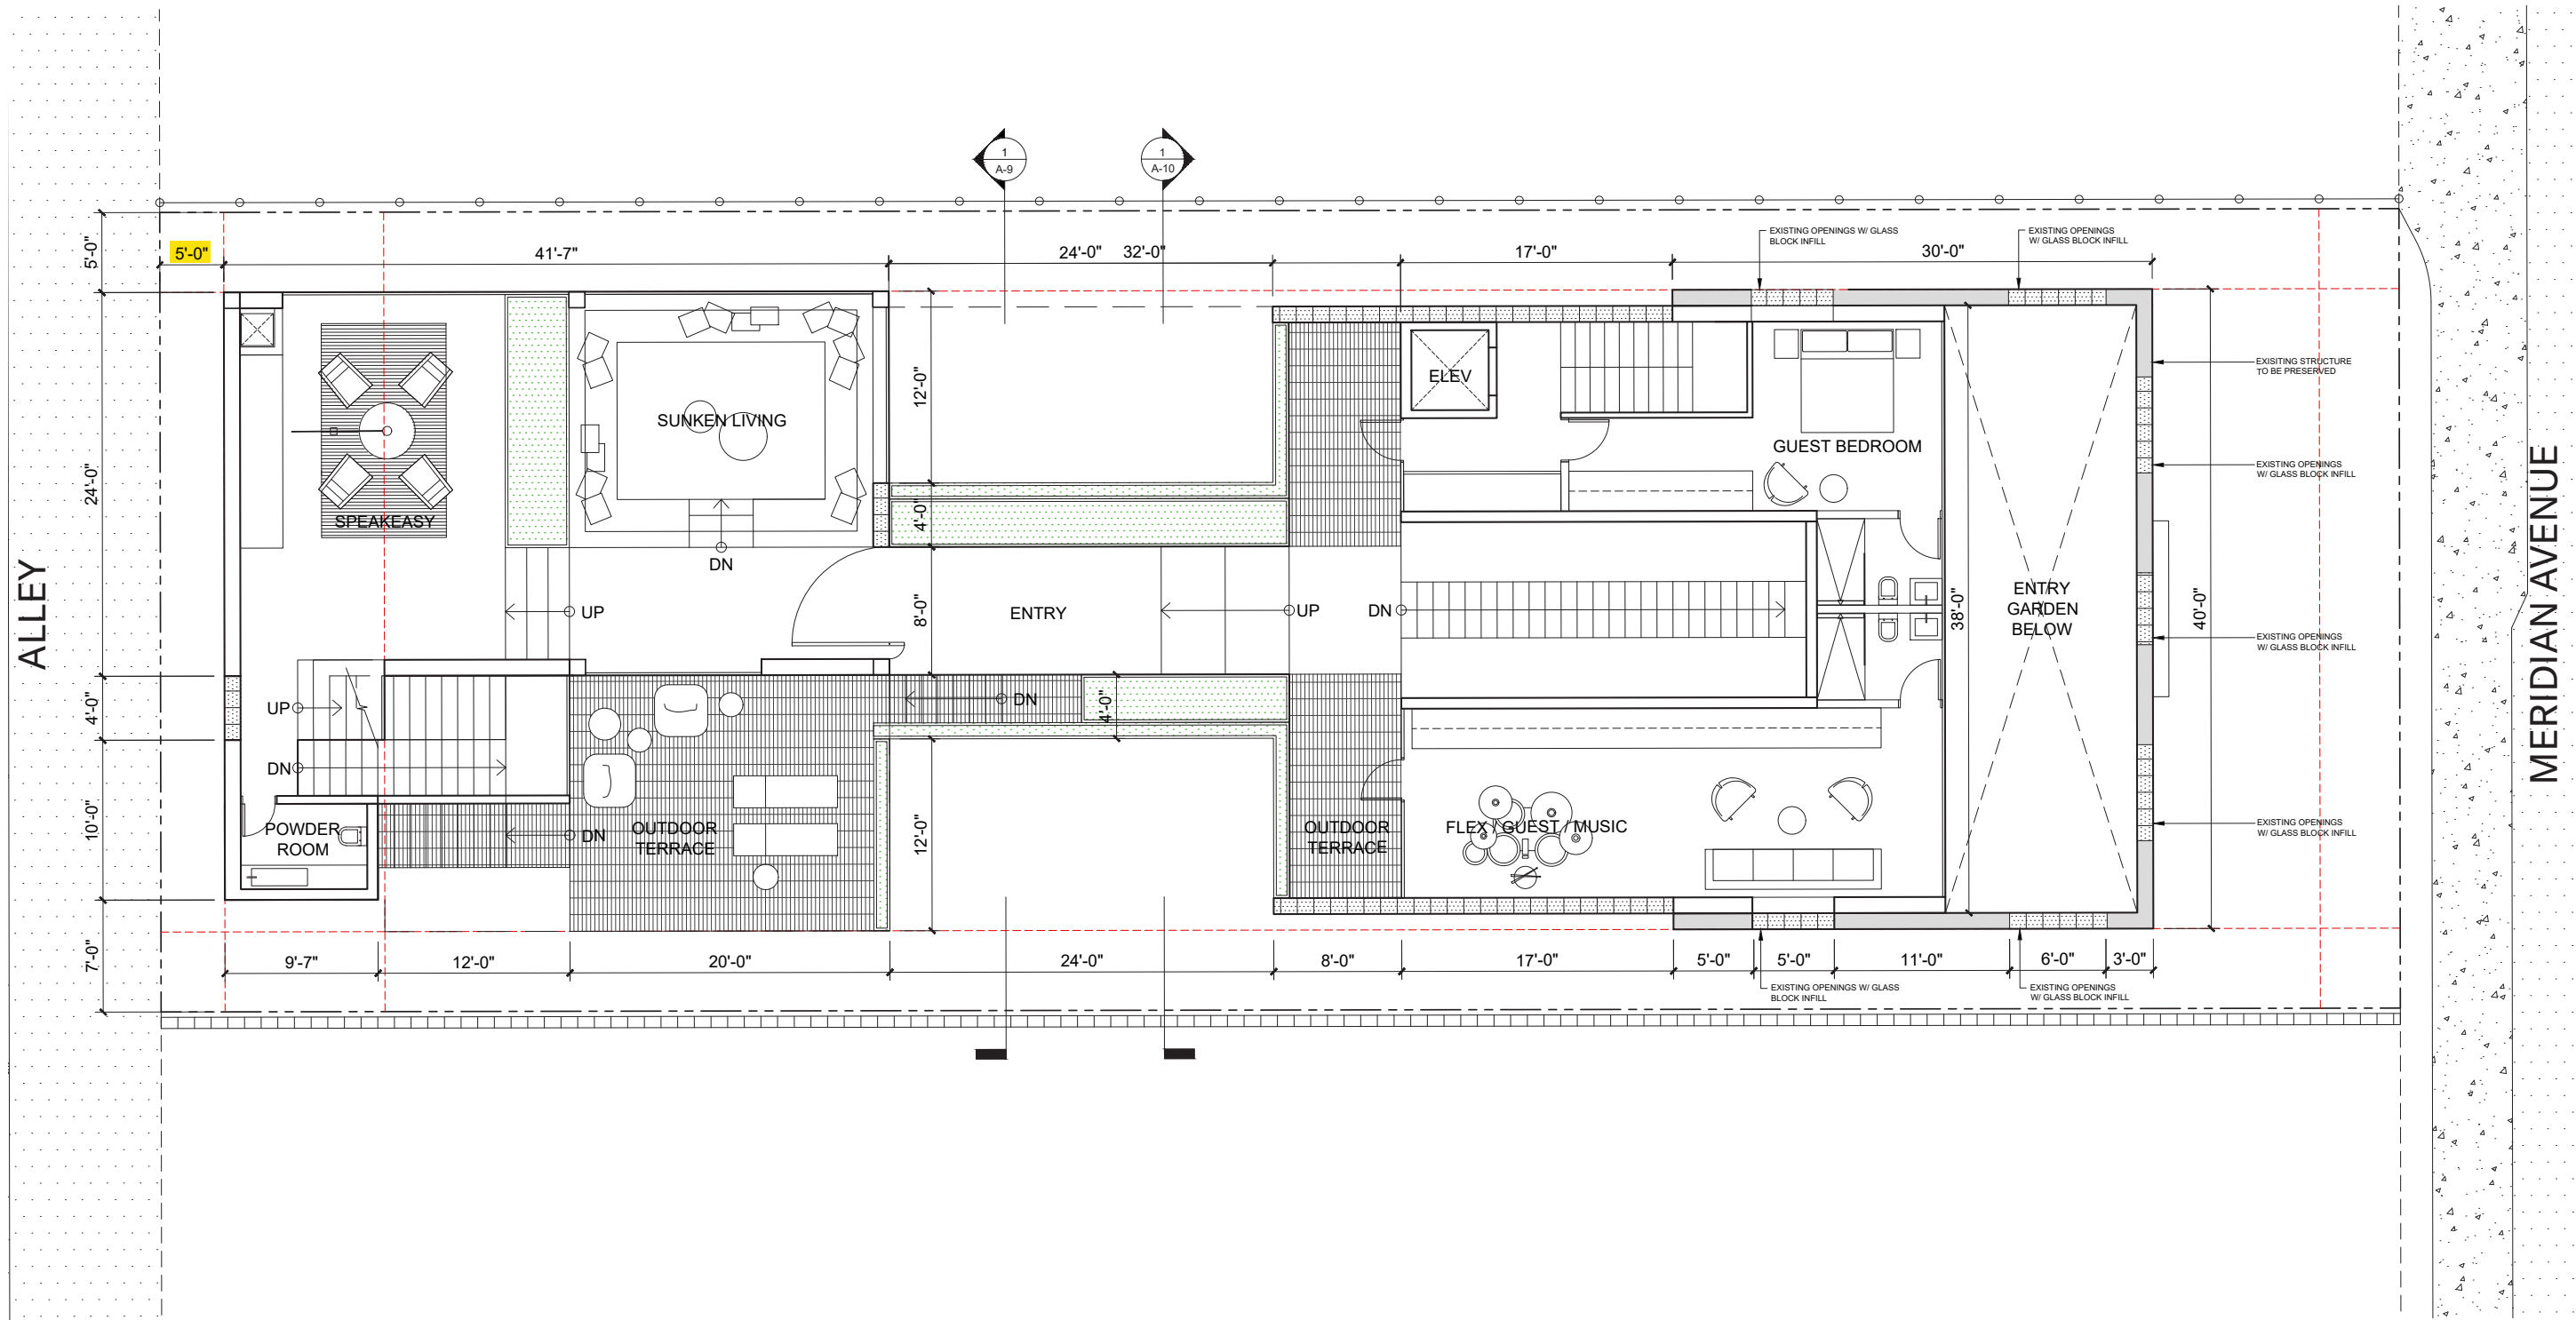 1
A-9
1
A-10
5'-0"
5'-0"
41'-7"
24'-0"
32'-0"
17'-0"
30'-0"
EXISTING OPENINGS W/ GLASS
BLOCK INFILL
EXISTING OPENINGS
W/ GLASS BLOCK INFILL
EXISITING STRUCTURE
TO BE PRESERVED
EXISTING OPENINGS
W/ GLASS BLOCK INFILL
EXISTING OPENINGS
W/ GLASS BLOCK INFILL
EXISTING OPENINGS
W/ GLASS BLOCK INFILL
ALLEY
24'-0"
4'-0"
10'-0"
7'-0"
SPEAKEASY
SUNKEN LIVING
DN
UP
12'-0"
4'-0"
8'-0"
ENTRY
UP
DN
ELEV
GUEST BEDROOM
38'-0"
ENTRY
GARDEN
BELOW
40'-0"
MERIDIAN AVENUE
UP
DN
POWDER
ROOM
DN
OUTDOOR
TERRACE
DN
4'-0"
12'-0"
OUTDOOR
TERRACE
FLEX / GUEST / MUSIC
9'-7"
12'-0"
20'-0"
24'-0"
8'-0"
17'-0"
5'-0"
5'-0"
11'-0"
6'-0"
3'-0"
EXISTING OPENINGS W/ GLASS
BLOCK INFILL
EXISTING OPENINGS
W/ GLASS BLOCK INFILL